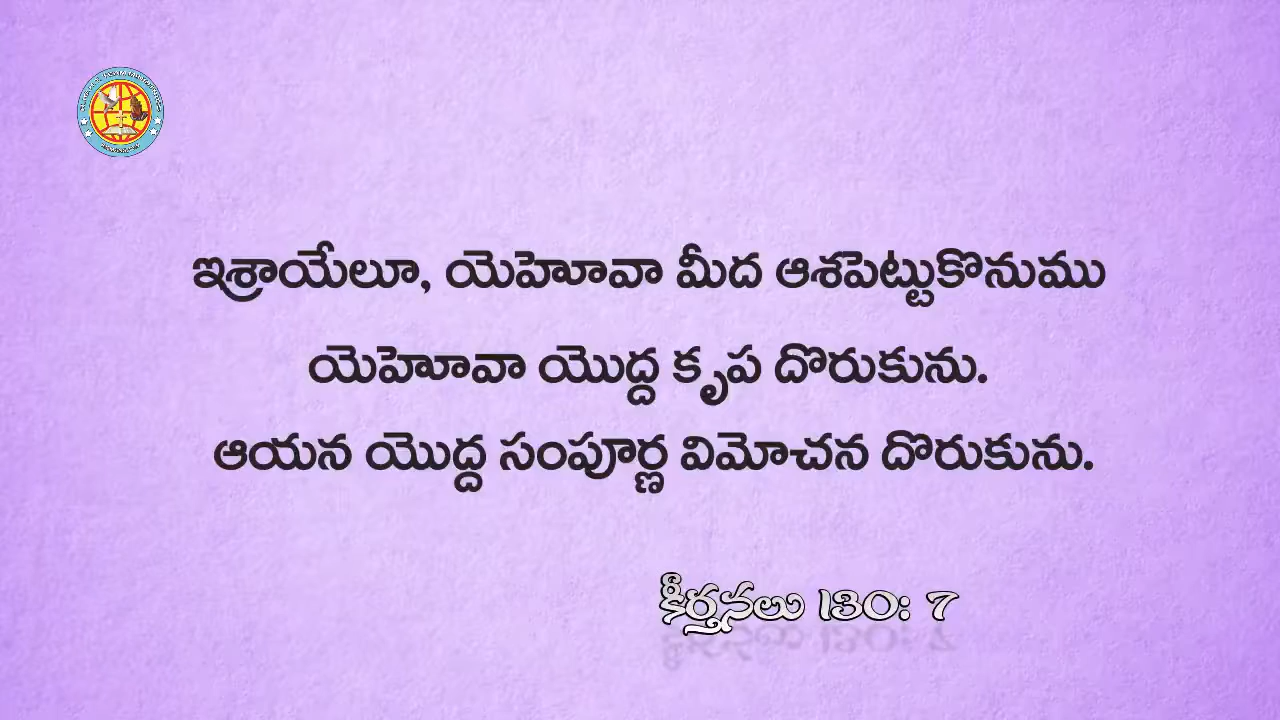 ఇశ్రాయేలూ, యెహోవా మీద ఆశపెట్టుకొనుము
యెహోవా యొద్ద కృప దొరుకును.
ఆయన యొద్ద సంపూర్ణ విమోచన దొరుకును.
కీర్తనలు 130: 7